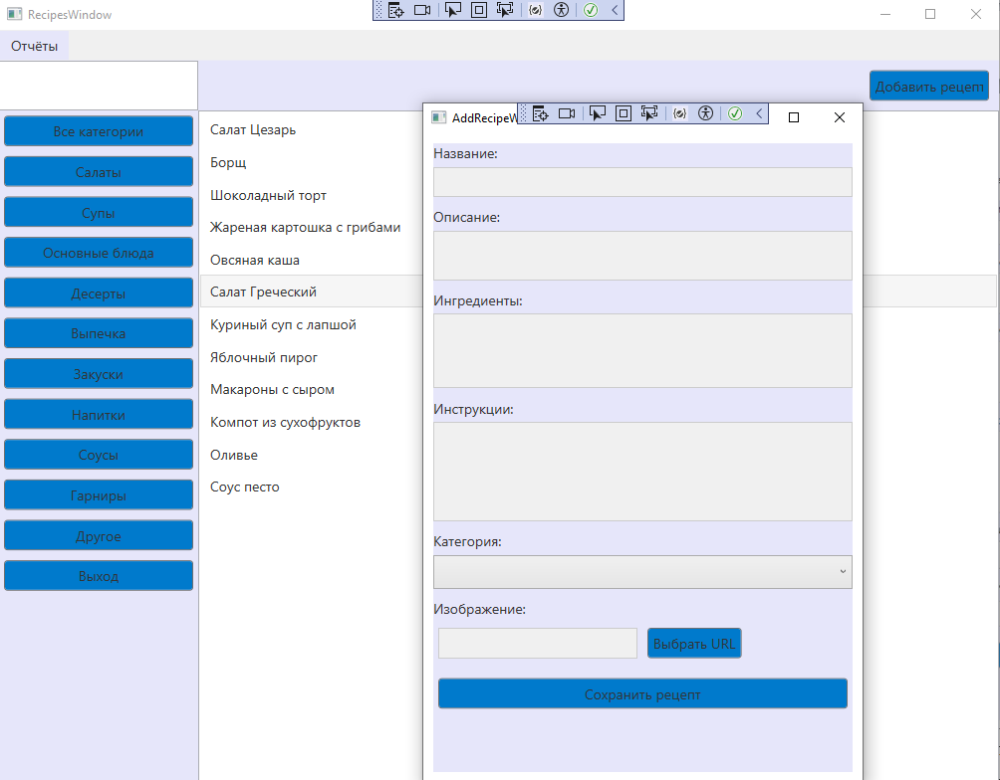 RecipesWindow
Отчёты
Добавить рецепт
Все категории
Салаты
Супы
Основные блюда
Десерты
Выпечка
Закуски
Напитки
Соусы
Гарниры
Другое
Выход
Салат Цезарь
Борщ
Шоколадный торт
Жареная картошка с грибами
Овсяная каша
Салат Греческий
Куриный суп с лапшой
Яблочный пирог
Макароны с сыром
Компот из сухофруктов
Оливье
Соус песто
AddRecipeW
Название:
Описание:
Ингредиенты:
Инструкции:
Категория:
Изображение:
Выбрать URL
Сохранить рецепт